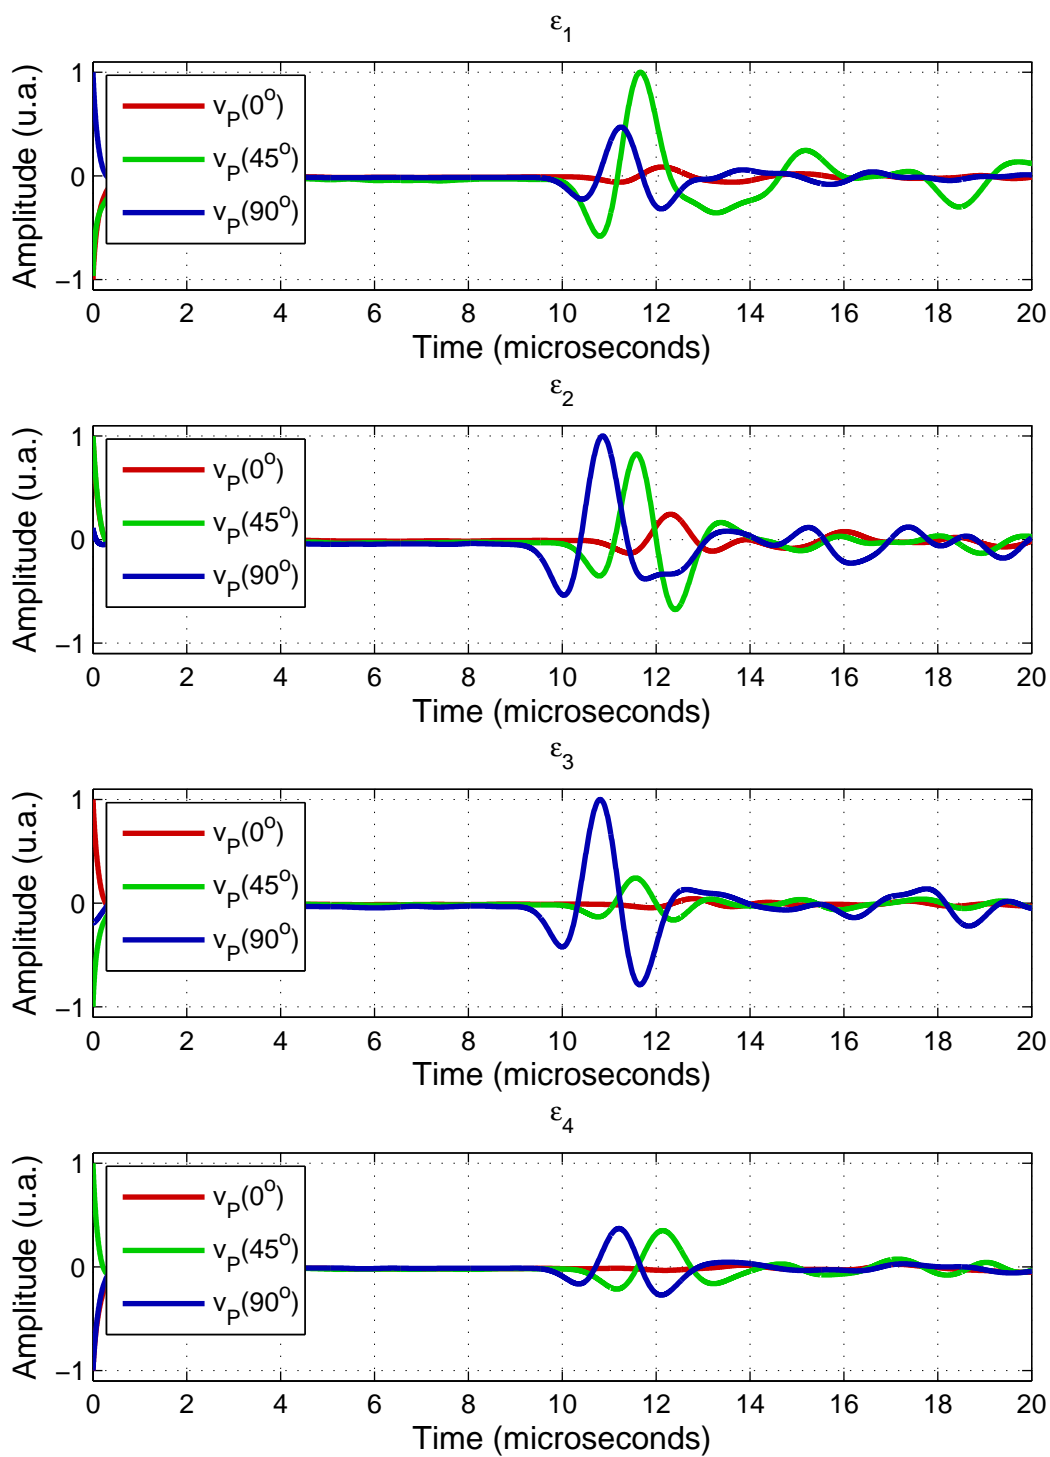 ε1
Amplitude (u.a.)
1
0
−1
vP(0o)
vP(45o)
vP(90o)
0 2 4 6 8 10 12 14 16 18 20
Time (microseconds)
ε2
Amplitude (u.a.)
1
0
−1
vP(0o)
vP(45o)
vP(90o)
0 2 4 6 8 10 12 14 16 18 20
Time (microseconds)
ε3
Amplitude (u.a.)
1
0
−1
vP(0o)
vP(45o)
vP(90o)
0 2 4 6 8 10 12 14 16 18 20
Time (microseconds)
ε4
Amplitude (u.a.)
1
0
−1
vP(0o)
vP(45o)
vP(90o)
0 2 4 6 8 10 12 14 16 18 20
Time (microseconds)